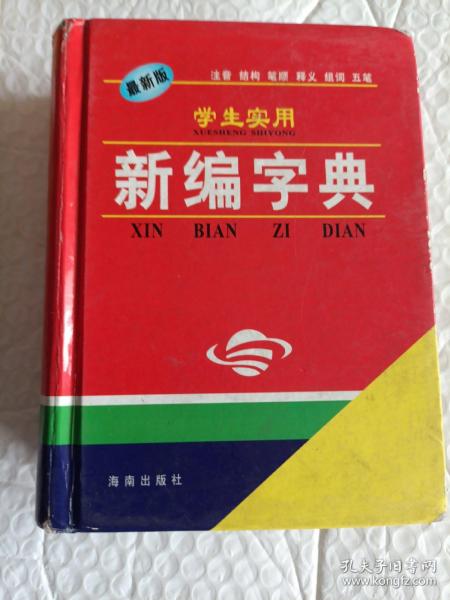 最新版
注音 结构 笔顺 释义 组词 五笔
学生实用
XUESHENG SHIYONG
新编字典
XIN BIAN ZI DIAN
海南出版社
孔夫子旧书网
www.kongfz.com